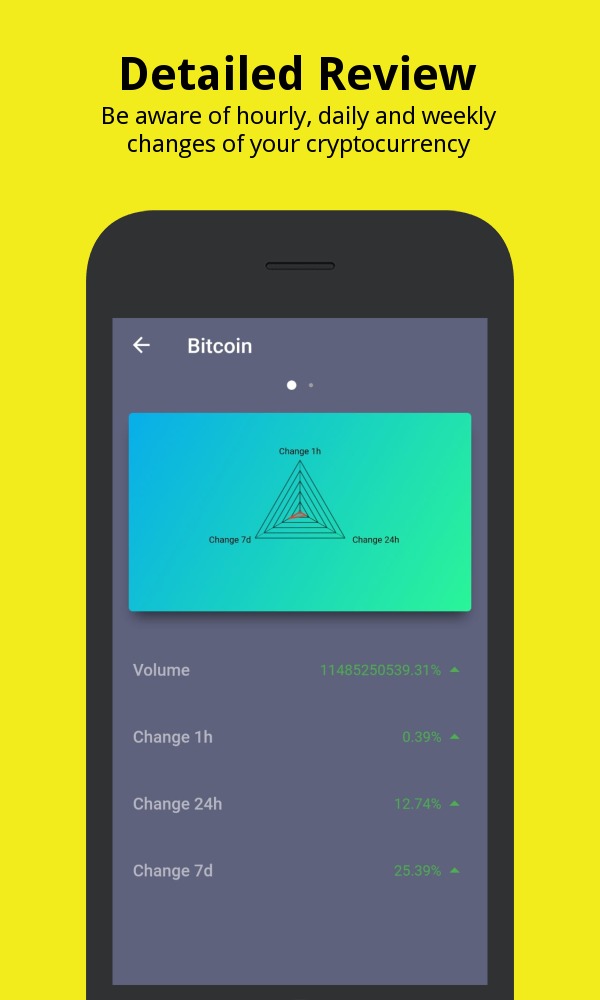 Detailed Review
Be aware of hourly, daily and weekly
changes of your cryptocurrency
Bitcoin
Change 1h
Change 7d
Change 24h
Volume 11485250539.31%
Change 1h 0.39%
Change 24h 12.74%
Change 7d 25.39%